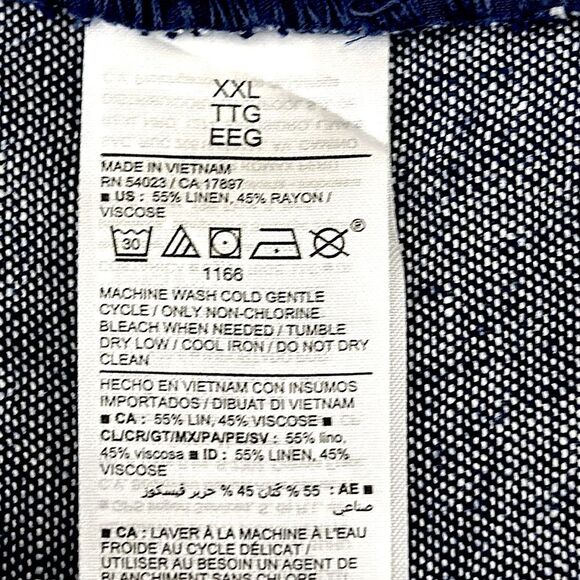 XXL
TTG
EEG
MADE IN VIETNAM
RN 54023 / CA 17897
■ US : 55% LINEN, 45% RAYON /
VISCOSE
30
®
1166
MACHINE WASH COLD GENTLE
CYCLE / ONLY NON-CHLORINE
BLEACH WHEN NEEDED / TUMBLE
DRY LOW / COOL IRON / DO NOT DRY
CLEAN
HECHO EN VIETNAM CON INSUMOS
IMPORTADOS / DIBUAT DI VIETNAM
■ CA : 55% LIN, 45% VISCOSE ■
CL/CR/GT/MX/PA/PE/SV : 55% lino,
45% viscosa ■ ID : 55% LINEN, 45%
VISCOSE
■ AE : 55 % كتان 45 % حرير فيسكوز
صناعي
■ CA : LAVER À LA MACHINE À L'EAU
FROIDE AU CYCLE DÉLICAT /
UTILISER AU BESOIN UN AGENT DE
BLANCHIMENT SANS CHLORE